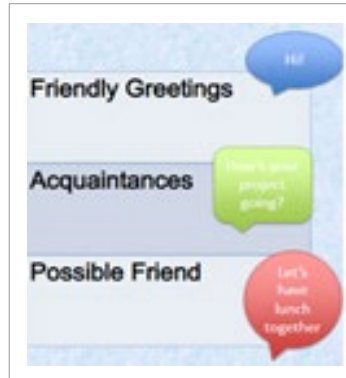 Hi!
Friendly Greetings
How's your
Acquaintances
project
going?
Possible Friend
Let's
have
lunch
together